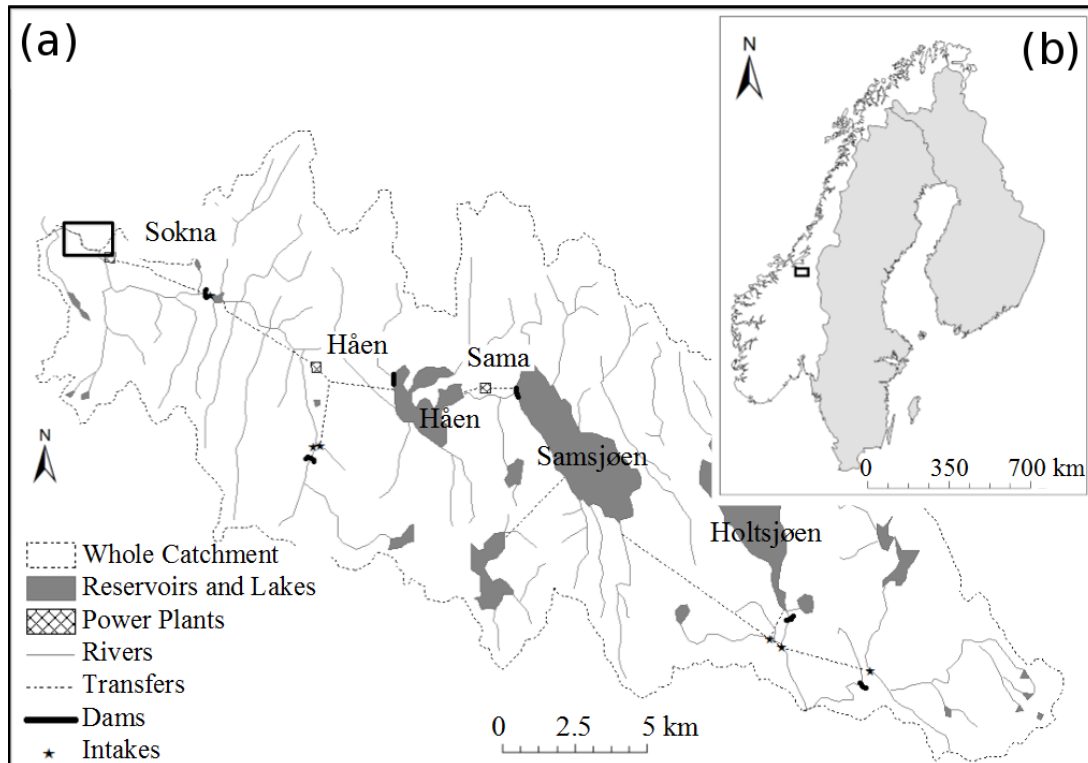 (a)
(b)
N
Sokna
Håen
Sama
Håen
Samsjøen
Holtsjøen
0 350 700 km
N
Whole Catchment
Reservoirs and Lakes
Power Plants
Rivers
Transfers
Dams
Intakes
0 2.5 5 km